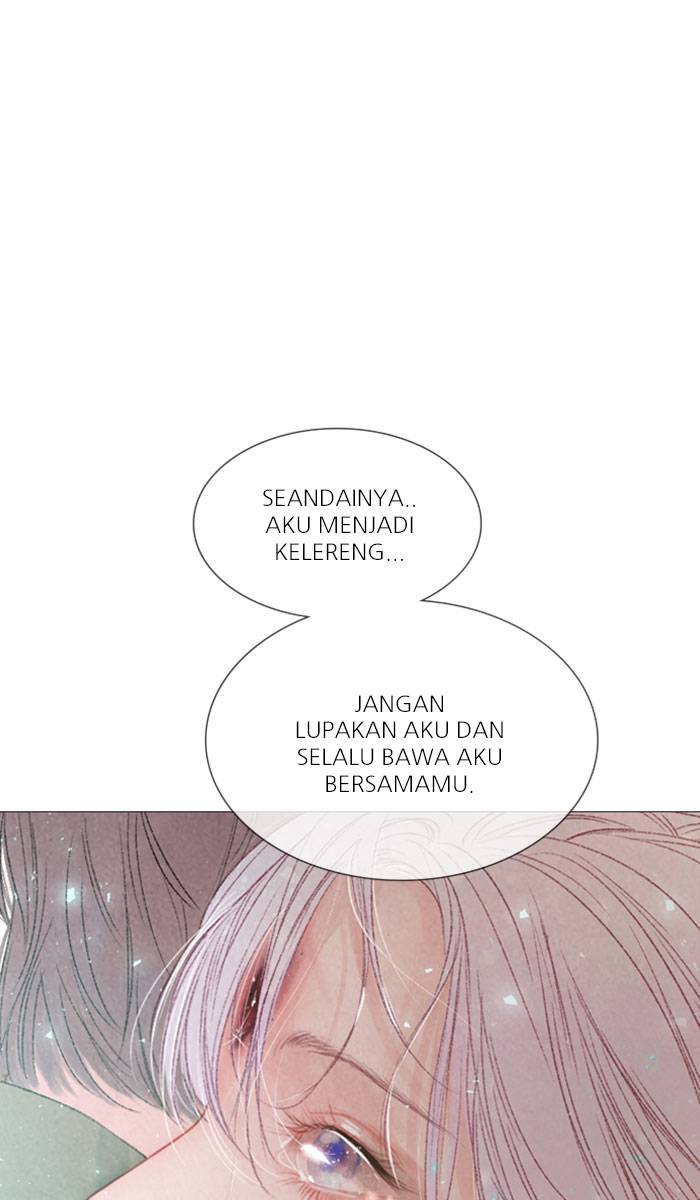 SEANDAINYA..
AKU MENJADI
KELERENG...
JANGAN
LUPAKAN AKU DAN
SELALU BAWA AKU
BERSAMAMU.